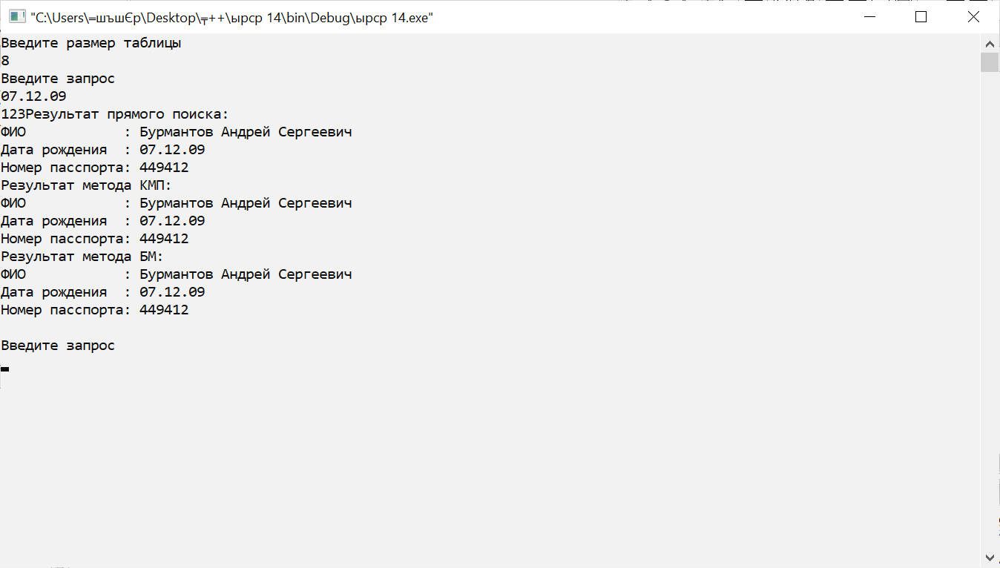 "C:\Users\═шъшЄр\Desktop\╤++\ырср 14\bin\Debug\ырср 14.exe"
Введите размер таблицы
8
Введите запрос
07.12.09
123Результат прямого поиска:
ФИО            : Бурмантов Андрей Сергеевич
Дата рождения  : 07.12.09
Номер пасспорта: 449412
Результат метода КМП:
ФИО            : Бурмантов Андрей Сергеевич
Дата рождения  : 07.12.09
Номер пасспорта: 449412
Результат метода БМ:
ФИО            : Бурмантов Андрей Сергеевич
Дата рождения  : 07.12.09
Номер пасспорта: 449412
Введите запрос